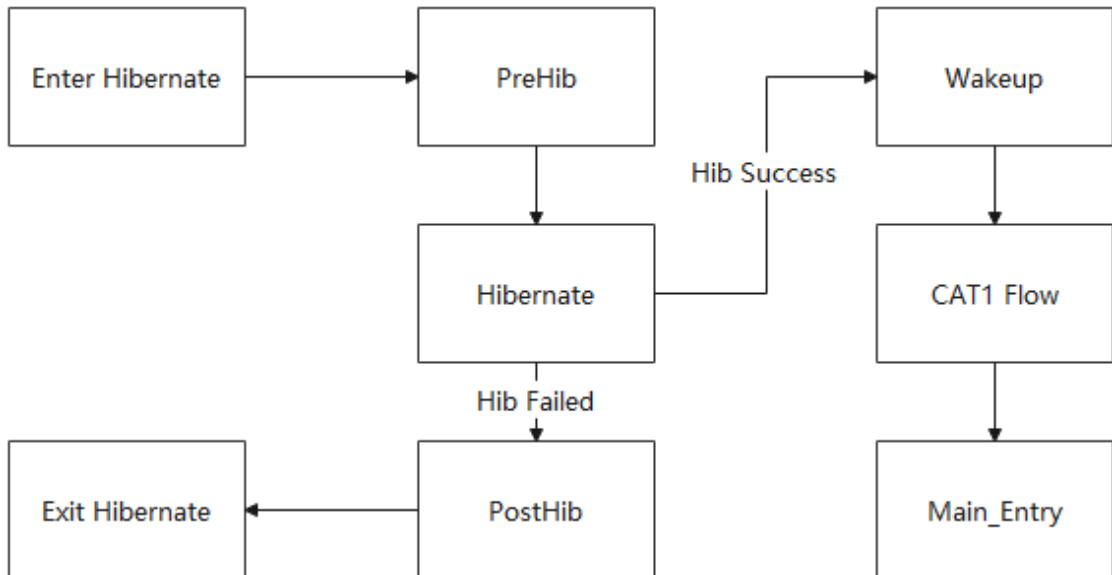 Enter Hibernate
PreHib
Wakeup
Hib Success
Hibernate
CAT1 Flow
Hib Failed
Exit Hibernate
PostHib
Main_Entry